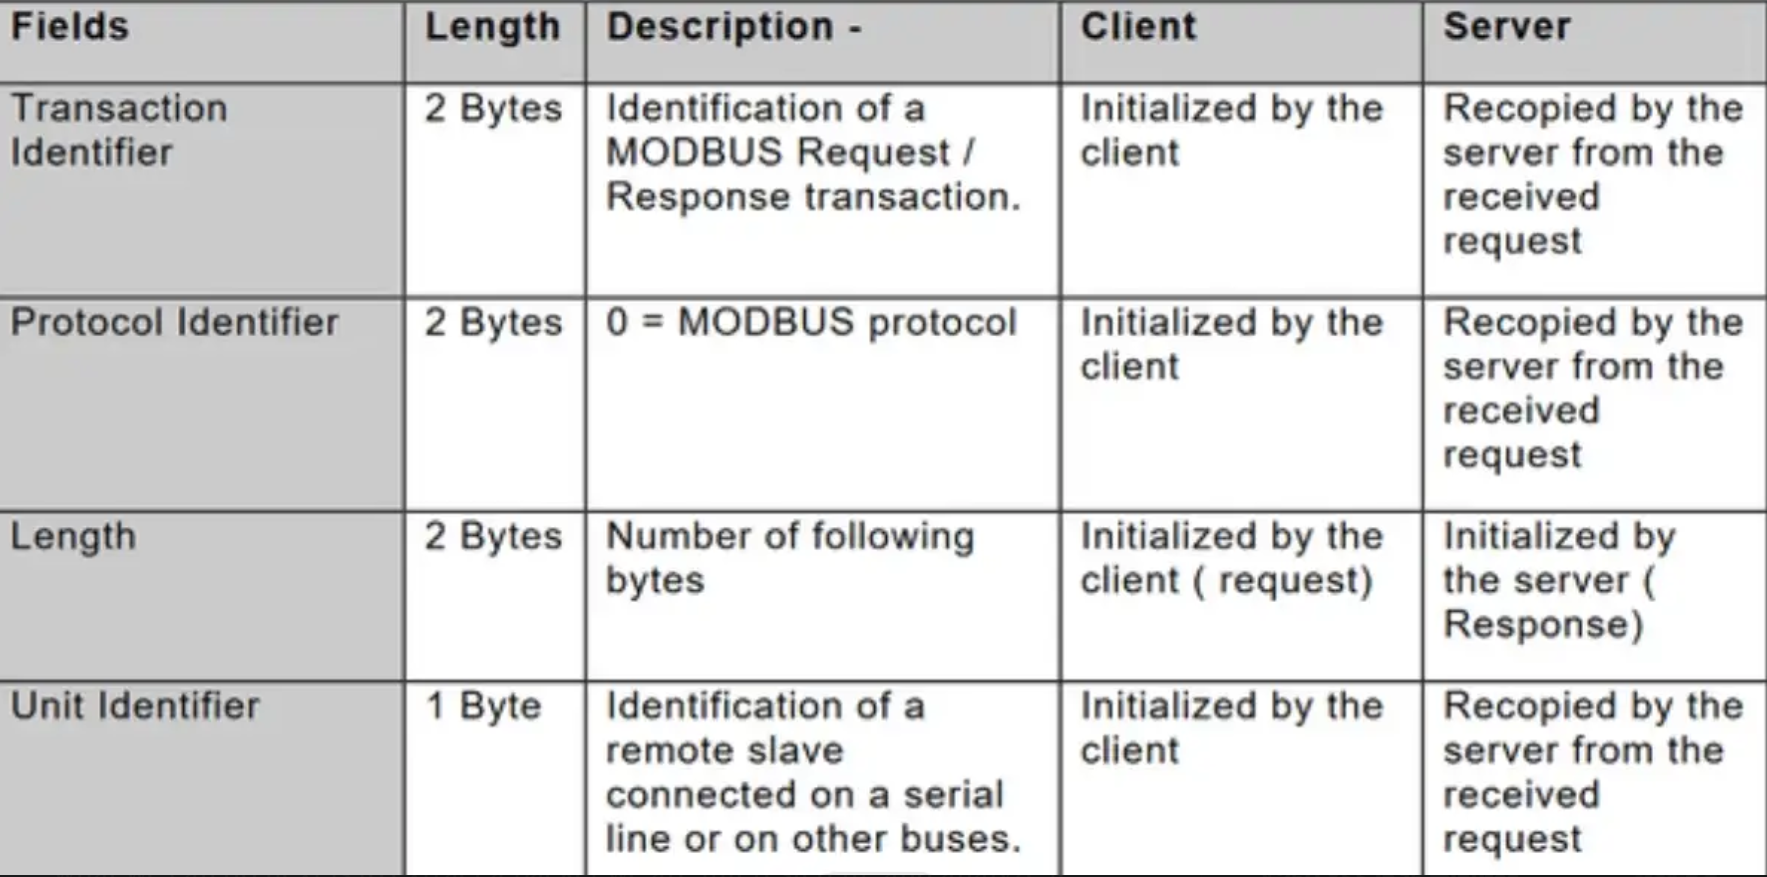 Fields Length Description - Client Server
Transaction 2 Bytes Identification of a Initialized by the Recopied by the
Identifier MODBUS Request / client server from the
Response transaction. received
request
Protocol Identifier 2 Bytes 0 = MODBUS protocol Initialized by the Recopied by the
client server from the
received
request
Length 2 Bytes Number of following Initialized by the Initialized by
bytes client ( request) the server (
Response)
Unit Identifier 1 Byte Identification of a Initialized by the Recopied by the
remote slave client server from the
connected on a serial received
line or on other buses. request